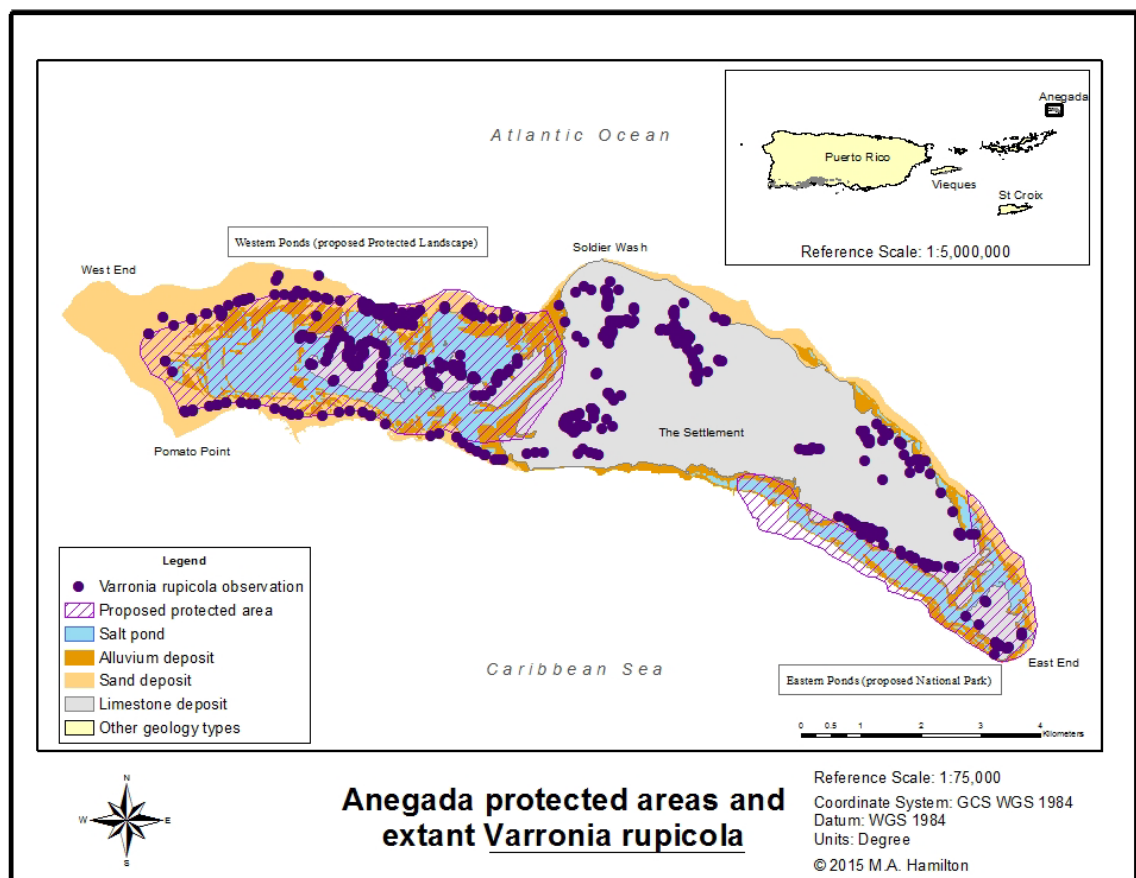 Atlantic Ocean
Anegada
Puerto Rico
Vieques
St Croix
Reference Scale: 1:5,000,000
Western Ponds (proposed Protected Landscape)
Soldier Wash
West End
The Settlement
Pomato Point
Legend
Varronia rupicola observation
Proposed protected area
Salt pond
Alluvium deposit
Sand deposit
Limestone deposit
Other geology types
Caribbean Sea
East End
Eastern Ponds (proposed National Park)
0 0.5 1 2 3 4
Kilometers
N
W E
S
Anegada protected areas and
extant Varronia rupicola
Reference Scale: 1:75,000
Coordinate System: GCS WGS 1984
Datum: WGS 1984
Units: Degree
© 2015 M.A. Hamilton